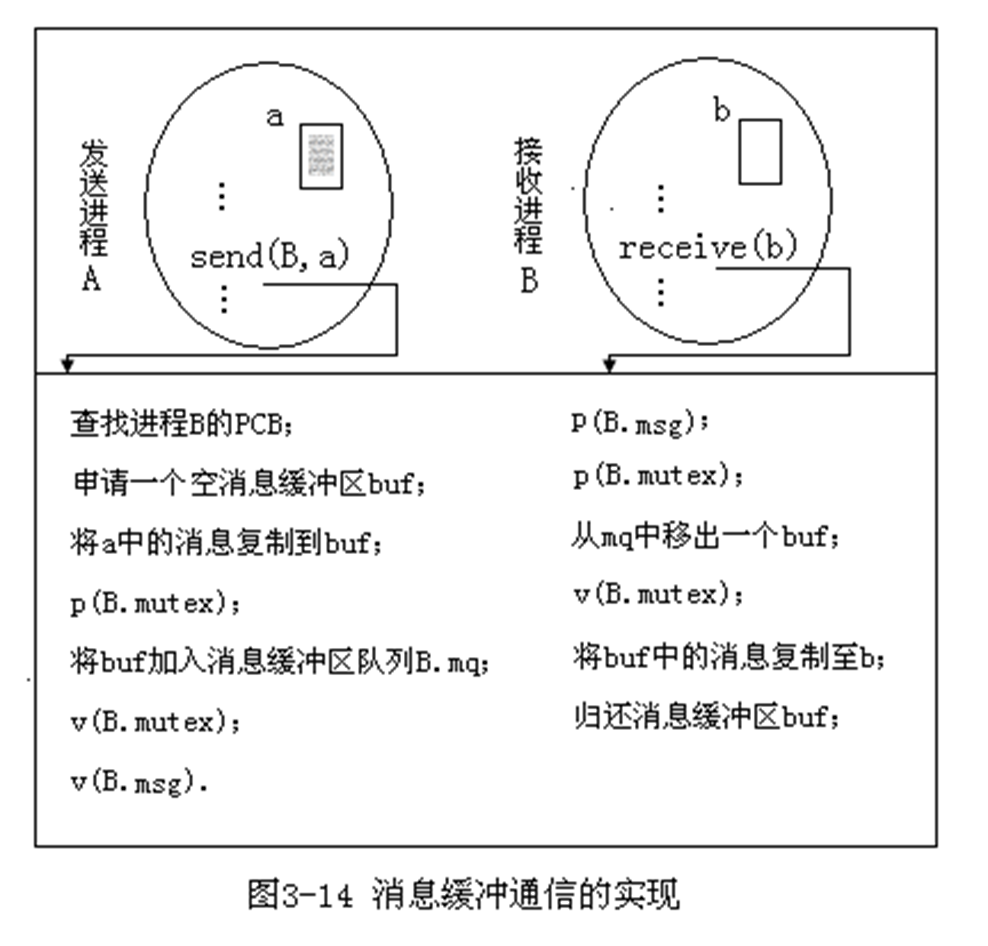 发送进程A
a
⋮
send(B,a)
⋮
接收进程B
b
⋮
receive(b)
⋮
查找进程B的PCB;
申请一个空消息缓冲区buf;
将a中的消息复制到buf;
p(B.mutex);
将buf加入消息缓冲区队列B.mq;
v(B.mutex);
v(B.msg).
p(B.msg);
p(B.mutex);
从mq中移出一个buf;
v(B.mutex);
将buf中的消息复制至b;
归还消息缓冲区buf;
图3-14 消息缓冲通信的实现